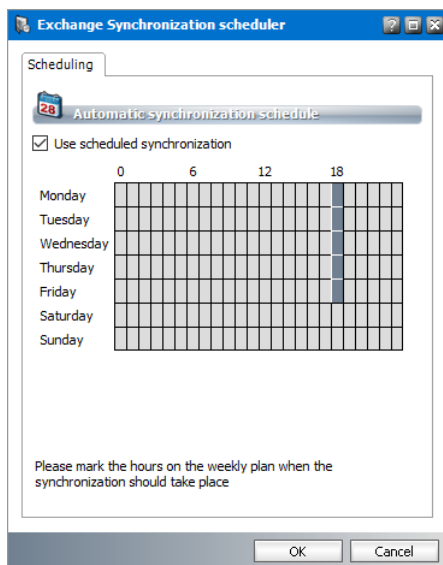 Exchange Synchronization scheduler
Scheduling
28
Automatic synchronization schedule
Use scheduled synchronization
0 6 12 18
Monday
Tuesday
Wednesday
Thursday
Friday
Saturday
Sunday
Please mark the hours on the weekly plan when the
synchronization should take place
OK Cancel